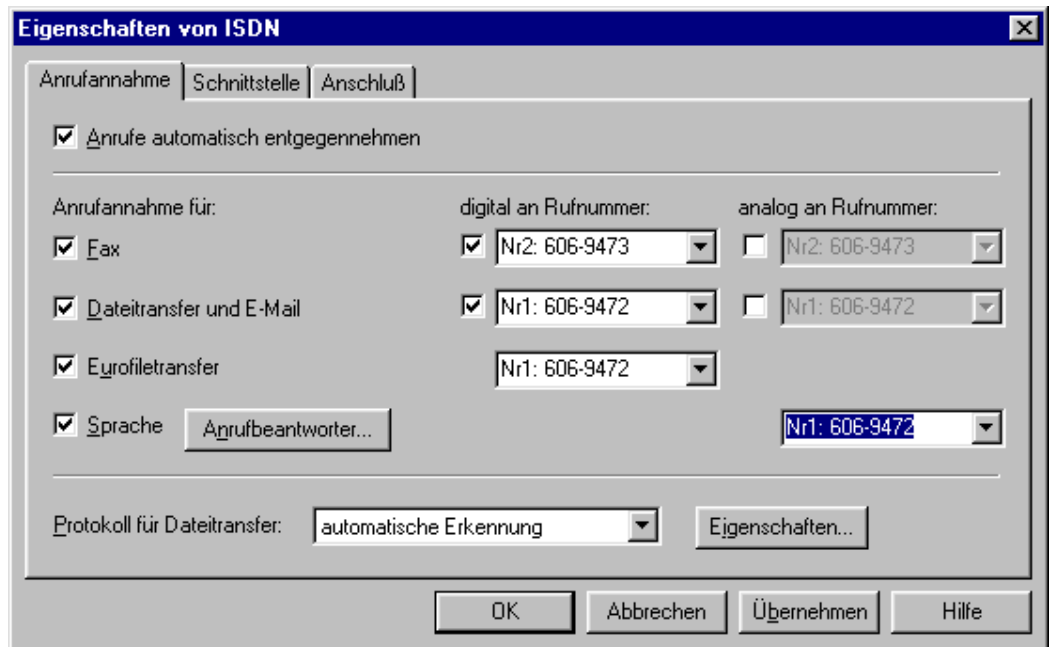 Eigenschaften von ISDN
Anrufannahme Schnittstelle Anschluß
Anrufe automatisch entgegennehmen
Anrufannahme für: digital an Rufnummer: analog an Rufnummer:
Fax Nr2: 606-9473 Nr2: 606-9473
Dateitransfer und E-Mail Nr1: 606-9472 Nr1: 606-9472
Eurofiletransfer Nr1: 606-9472
Sprache Anrufbeantworter... Nr1: 606-9472
Protokoll für Dateitransfer: automatische Erkennung Eigenschaften...
OK Abbrechen Übernehmen Hilfe